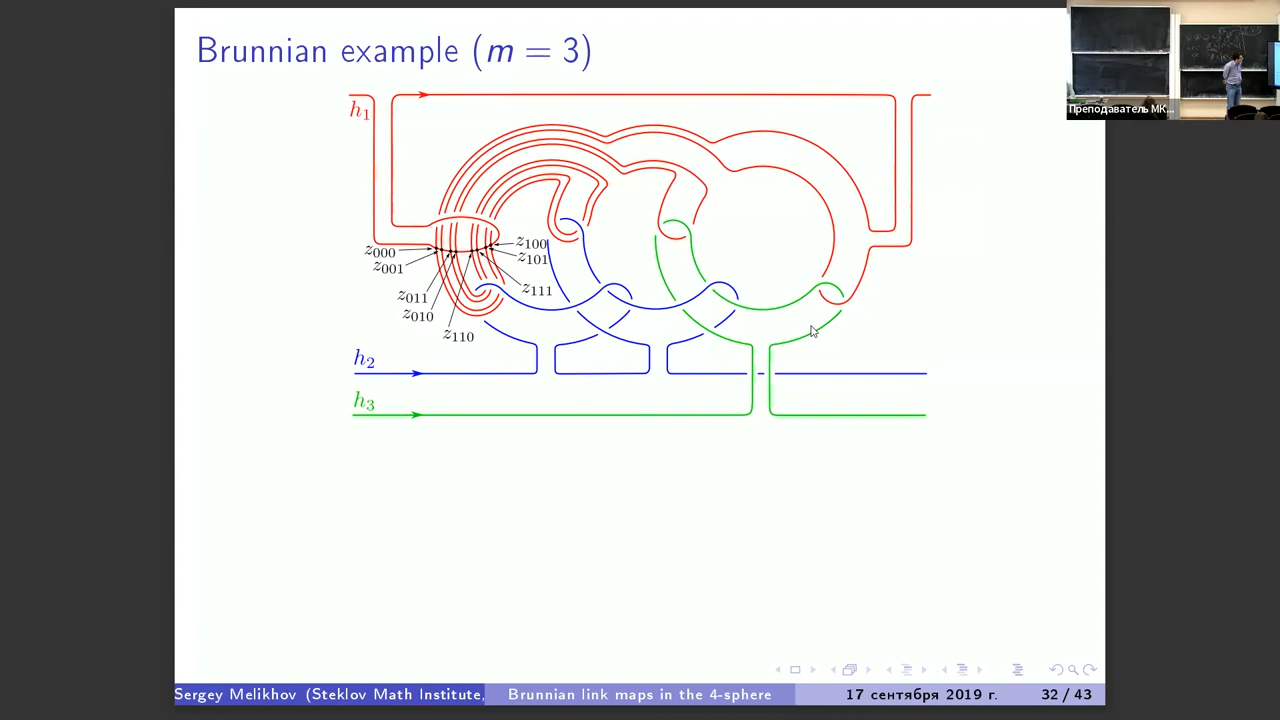 Brunnian example (m = 3)
Преподаватель МК...
h₁
z₀₀₀
z₀₀₁
z₀₁₁
z₀₁₀
z₁₁₀
z₁₀₀
z₁₀₁
z₁₁₁
h₂
h₃
Sergey Melikhov (Steklov Math Institute, Brunnian link maps in the 4-sphere 17 сентября 2019 г. 32 / 43